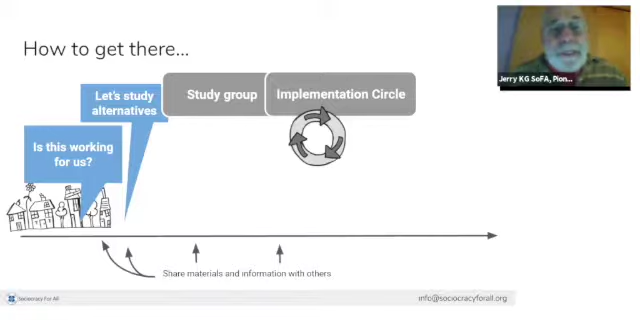 How to get there...
Jerry KG SoFA, Pion...
Let's study
alternatives
Study group
Implementation Circle
Is this working
for us?
Share materials and information with others
Sociocracy For All
info@sociocracyforall.org